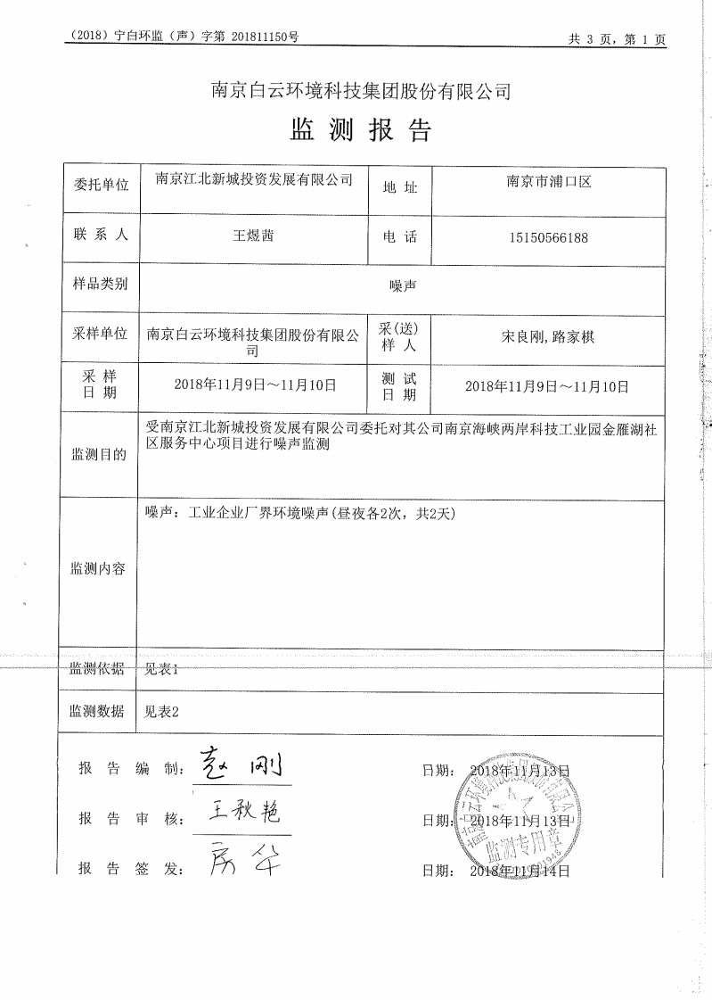 (2018) 宁白环监 (声) 字第 201811150号
共 3 页, 第 1 页
南京白云环境科技集团股份有限公司
监 测 报 告
委托单位 南京江北新城投资发展有限公司 地 址 南京市浦口区
联 系 人 王煜茜 电 话 15150566188
样品类别 噪声
采样单位 南京白云环境科技集团股份有限公
司
采(送)
样 人
宋良刚,路家棋
采 样
日 期
2018年11月9日～11月10日
测 试
日 期
2018年11月9日～11月10日
监测目的
受南京江北新城投资发展有限公司委托对其公司南京海峡两岸科技工业园金雁湖社
区服务中心项目进行噪声监测
监测内容
噪声: 工业企业厂界环境噪声(昼夜各2次, 共2天)
监测依据 见表1
监测数据 见表2
报 告 编 制: 赵刚 日期: 2018年11月13日
报 告 审 核: 王秋艳 日期: 2018年11月13日
报 告 签 发: 房华 日期: 2018年11月14日
监测专用章